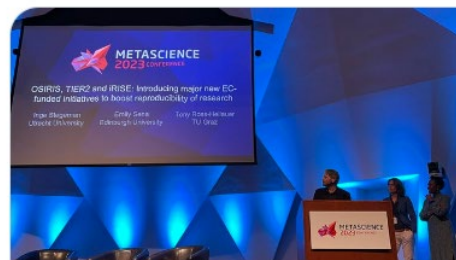 METASCIENCE
2023 CONFERENCE
OSIRIS, TIER2 and iRISE: Introducing major new EC-
funded initiatives to boost reproducibility of research
Inge Stegeman Emily Sena Tony Ross-Hellauer
Utrecht University Edinburgh University TU Graz
METASCIENCE
2023 CONFERENCE